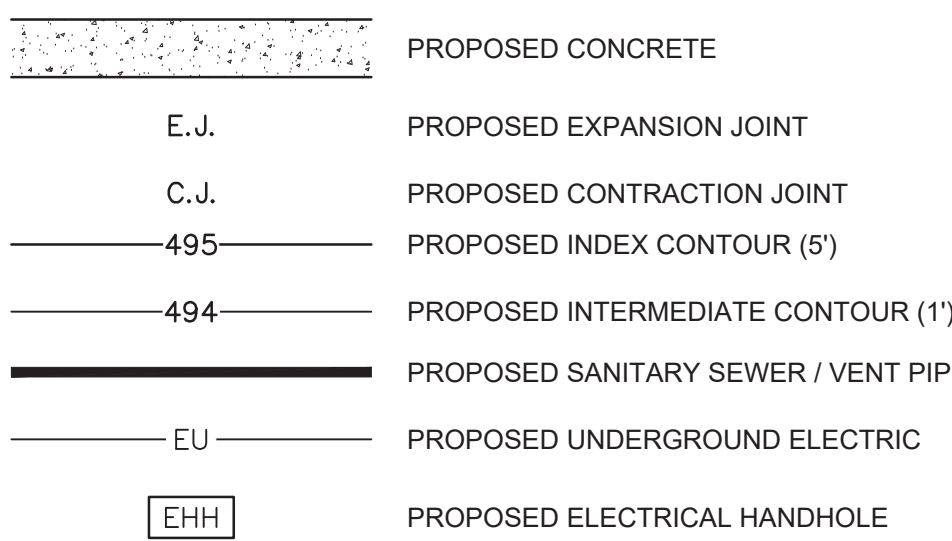 PROPOSED CONCRETE
E.J. PROPOSED EXPANSION JOINT
C.J. PROPOSED CONTRACTION JOINT
495 PROPOSED INDEX CONTOUR (5')
494 PROPOSED INTERMEDIATE CONTOUR (1')
PROPOSED SANITARY SEWER / VENT PIP
EU PROPOSED UNDERGROUND ELECTRIC
EHH PROPOSED ELECTRICAL HANDHOLE